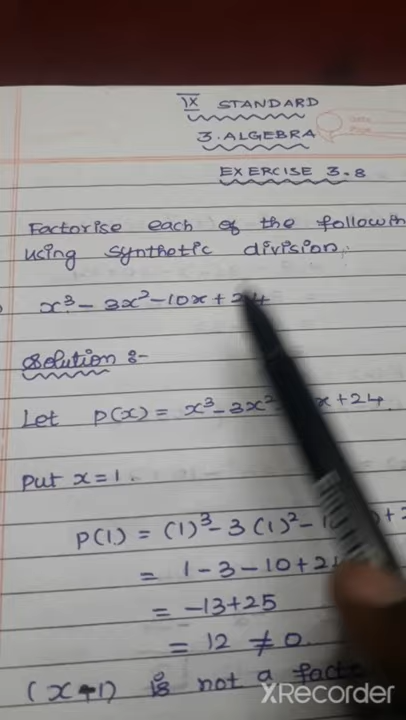 IX STANDARD
3. ALGEBRA
EXERCISE 3.8
Factorise each of the
using synthetic division.
x³ - 3x² - 10x + 24
Solution :-
Let P(x) = x³ - 3x² x + 24.
Put x = 1.
P(1) = (1)³ - 3 (1)² -
= 1 - 3 - 10 + 2
= -13 + 25
= 12 ≠ 0.
(x-1) is not a
XRecorder